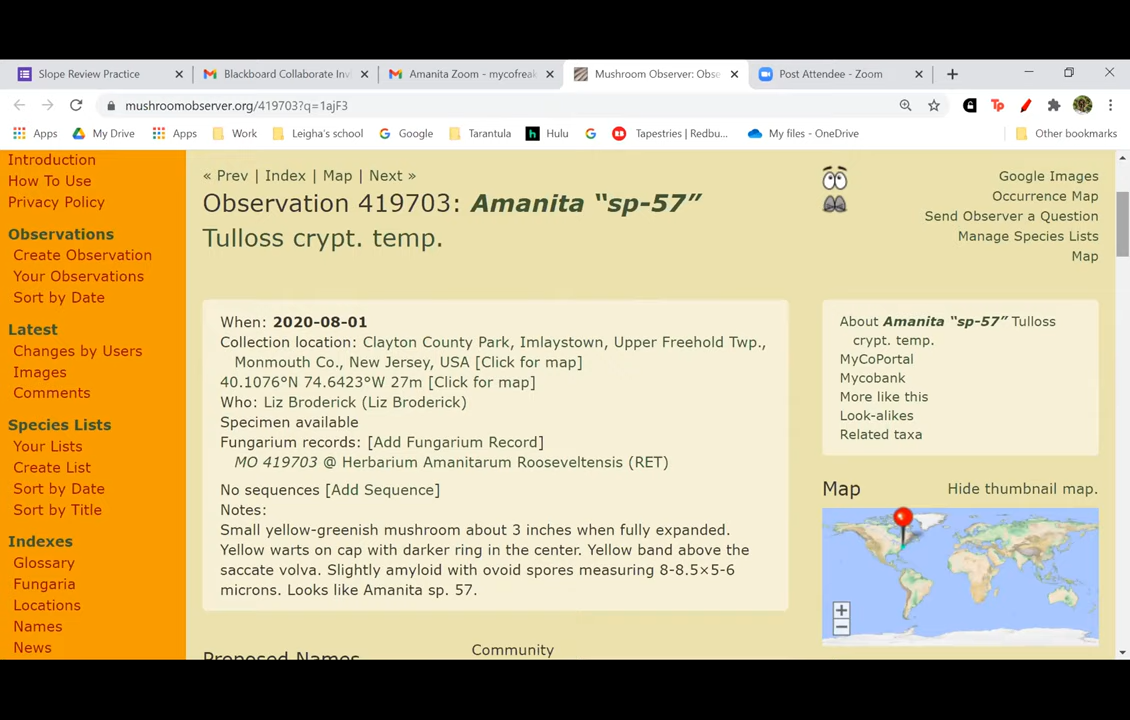 Slope Review Practice
Blackboard Collaborate Inv
Amanita Zoom - mycofreak
Mushroom Observer: Obse
Post Attendee - Zoom
mushroomobserver.org/419703?q=1ajF3
Apps
My Drive
Apps
Work
Leigha's school
Google
Tarantula
Hulu
Tapestries | Redbu...
My files - OneDrive
Other bookmarks
Introduction
How To Use
Privacy Policy
Observations
Create Observation
Your Observations
Sort by Date
Latest
Changes by Users
Images
Comments
Species Lists
Your Lists
Create List
Sort by Date
Sort by Title
Indexes
Glossary
Fungaria
Locations
Names
News
« Prev | Index | Map | Next »
Observation 419703: Amanita “sp-57”
Tulloss crypt. temp.
Google Images
Occurrence Map
Send Observer a Question
Manage Species Lists
Map
When: 2020-08-01
Collection location: Clayton County Park, Imlaystown, Upper Freehold Twp.,
Monmouth Co., New Jersey, USA [Click for map]
40.1076°N 74.6423°W 27m [Click for map]
Who: Liz Broderick (Liz Broderick)
Specimen available
Fungarium records: [Add Fungarium Record]
MO 419703 @ Herbarium Amanitarum Rooseveltensis (RET)
No sequences [Add Sequence]
Notes:
Small yellow-greenish mushroom about 3 inches when fully expanded.
Yellow warts on cap with darker ring in the center. Yellow band above the
saccate volva. Slightly amyloid with ovoid spores measuring 8-8.5×5-6
microns. Looks like Amanita sp. 57.
About Amanita “sp-57” Tulloss
crypt. temp.
MyCoPortal
Mycobank
More like this
Look-alikes
Related taxa
Map
Hide thumbnail map.
Proposed Names
Community